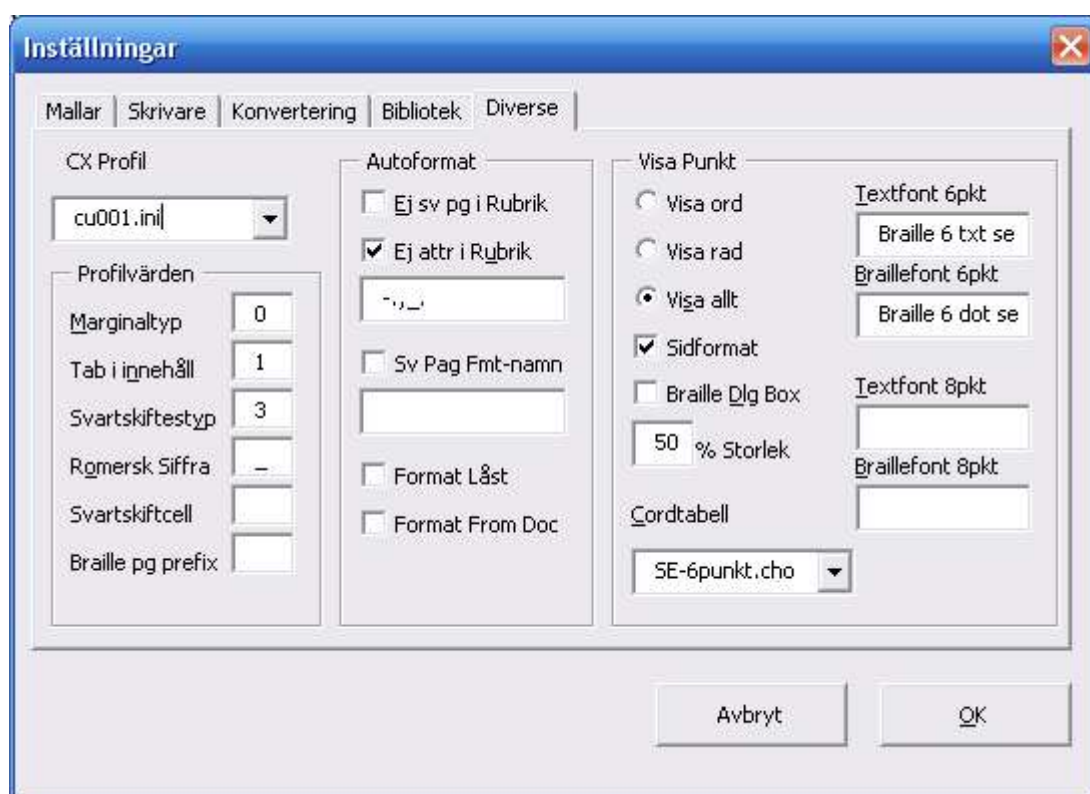 Inställningar
Mallar Skrivare Konvertering Bibliotek Diverse
CX Profil
cu001.ini
Profilvärden
Marginaltyp 0
Tab i innehåll 1
Svartskiftestyp 3
Romersk Siffra _
Svartskiftcell
Braille pg prefix
Autoformat
Ej sv pg i Rubrik
Ej attr i Rubrik
Sv Pag Fmt-namn
Format Låst
Format From Doc
Visa Punkt
Visa ord
Visa rad
Visa allt
Sidformat
Braille Dlg Box
50 % Storlek
Cordtabell
SE-6punkt.cho
Textfont 6pkt
Braille 6 txt se
Braillefont 6pkt
Braille 6 dot se
Textfont 8pkt
Braillefont 8pkt
Avbryt OK